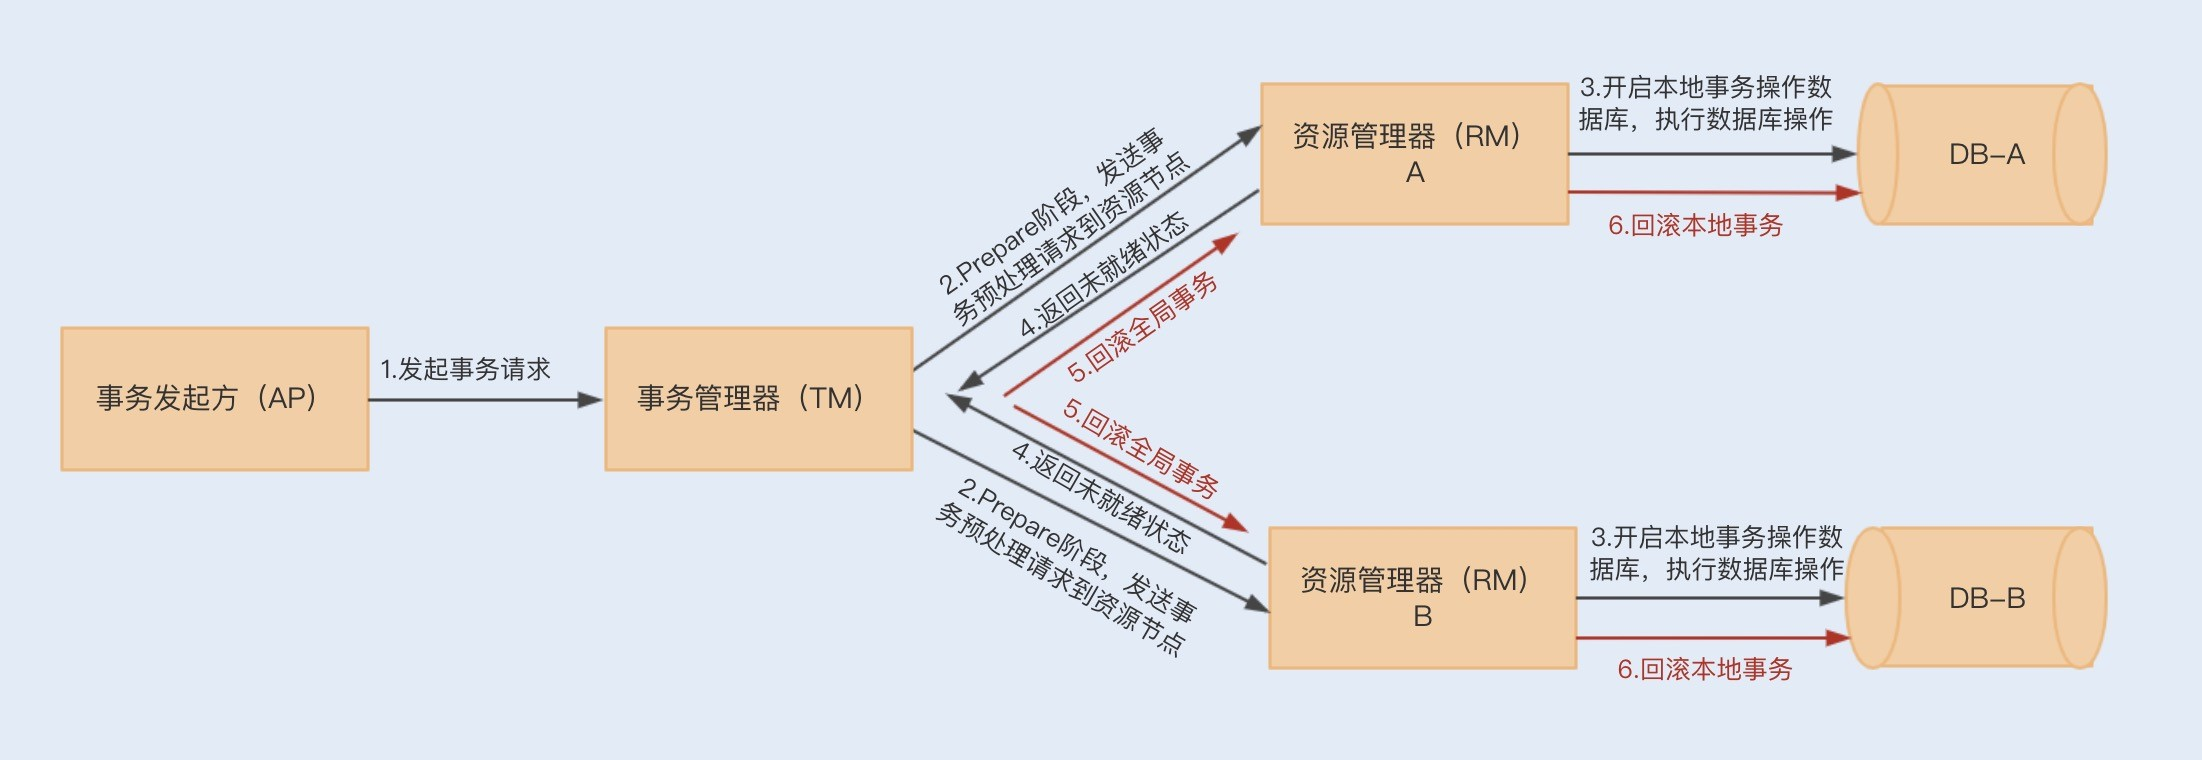 事务发起方（AP）
1.发起事务请求
事务管理器（TM）
2.Prepare阶段，发送事
务预处理请求到资源节点
4.返回未就绪状态
5.回滚全局事务
资源管理器（RM）
A
3.开启本地事务操作数
据库，执行数据库操作
6.回滚本地事务
DB-A
5.回滚全局事务
4.返回未就绪状态
2.Prepare阶段，发送事
务预处理请求到资源节点
资源管理器（RM）
B
3.开启本地事务操作数
据库，执行数据库操作
6.回滚本地事务
DB-B